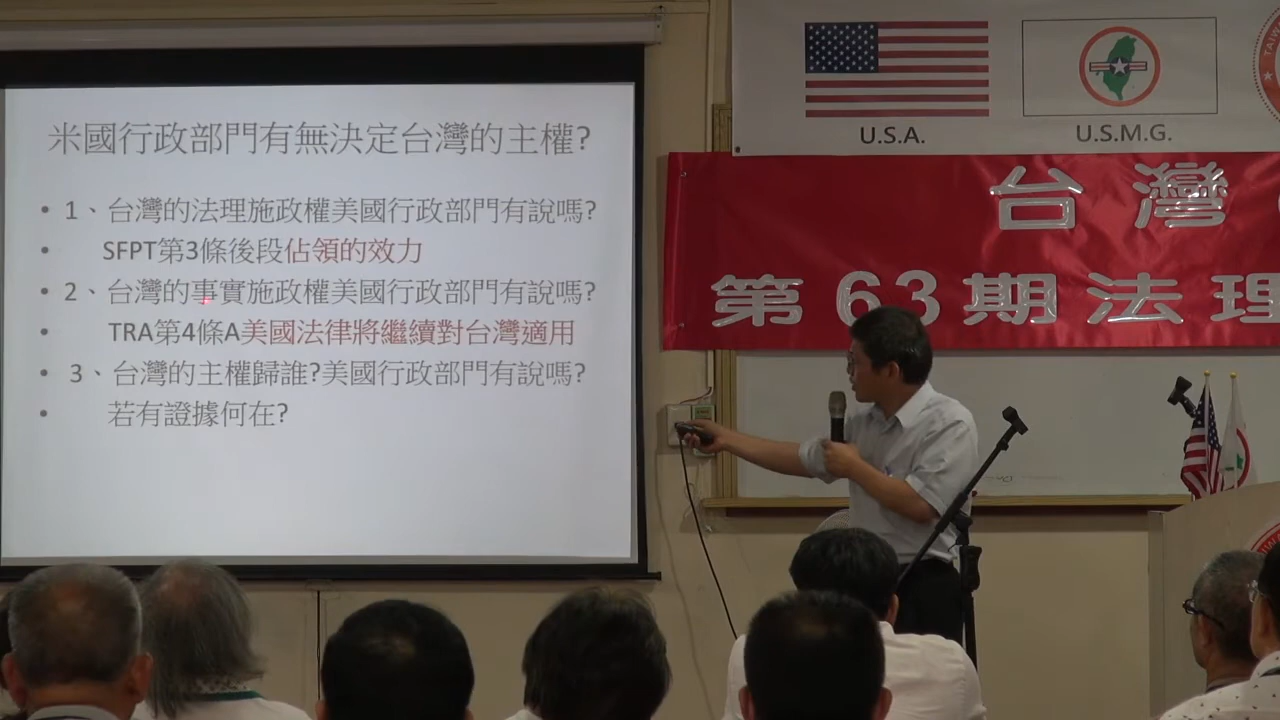 米國行政部門有無決定台灣的主權?
• 1、台灣的法理施政權美國行政部門有說嗎?
• SFPT第3條後段佔領的效力
• 2、台灣的事實施政權美國行政部門有說嗎?
• TRA第4條A美國法律將繼續對台灣適用
• 3、台灣的主權歸誰?美國行政部門有說嗎?
• 若有證據何在?
U.S.A.
U.S.M.G.
台灣
第63期法理